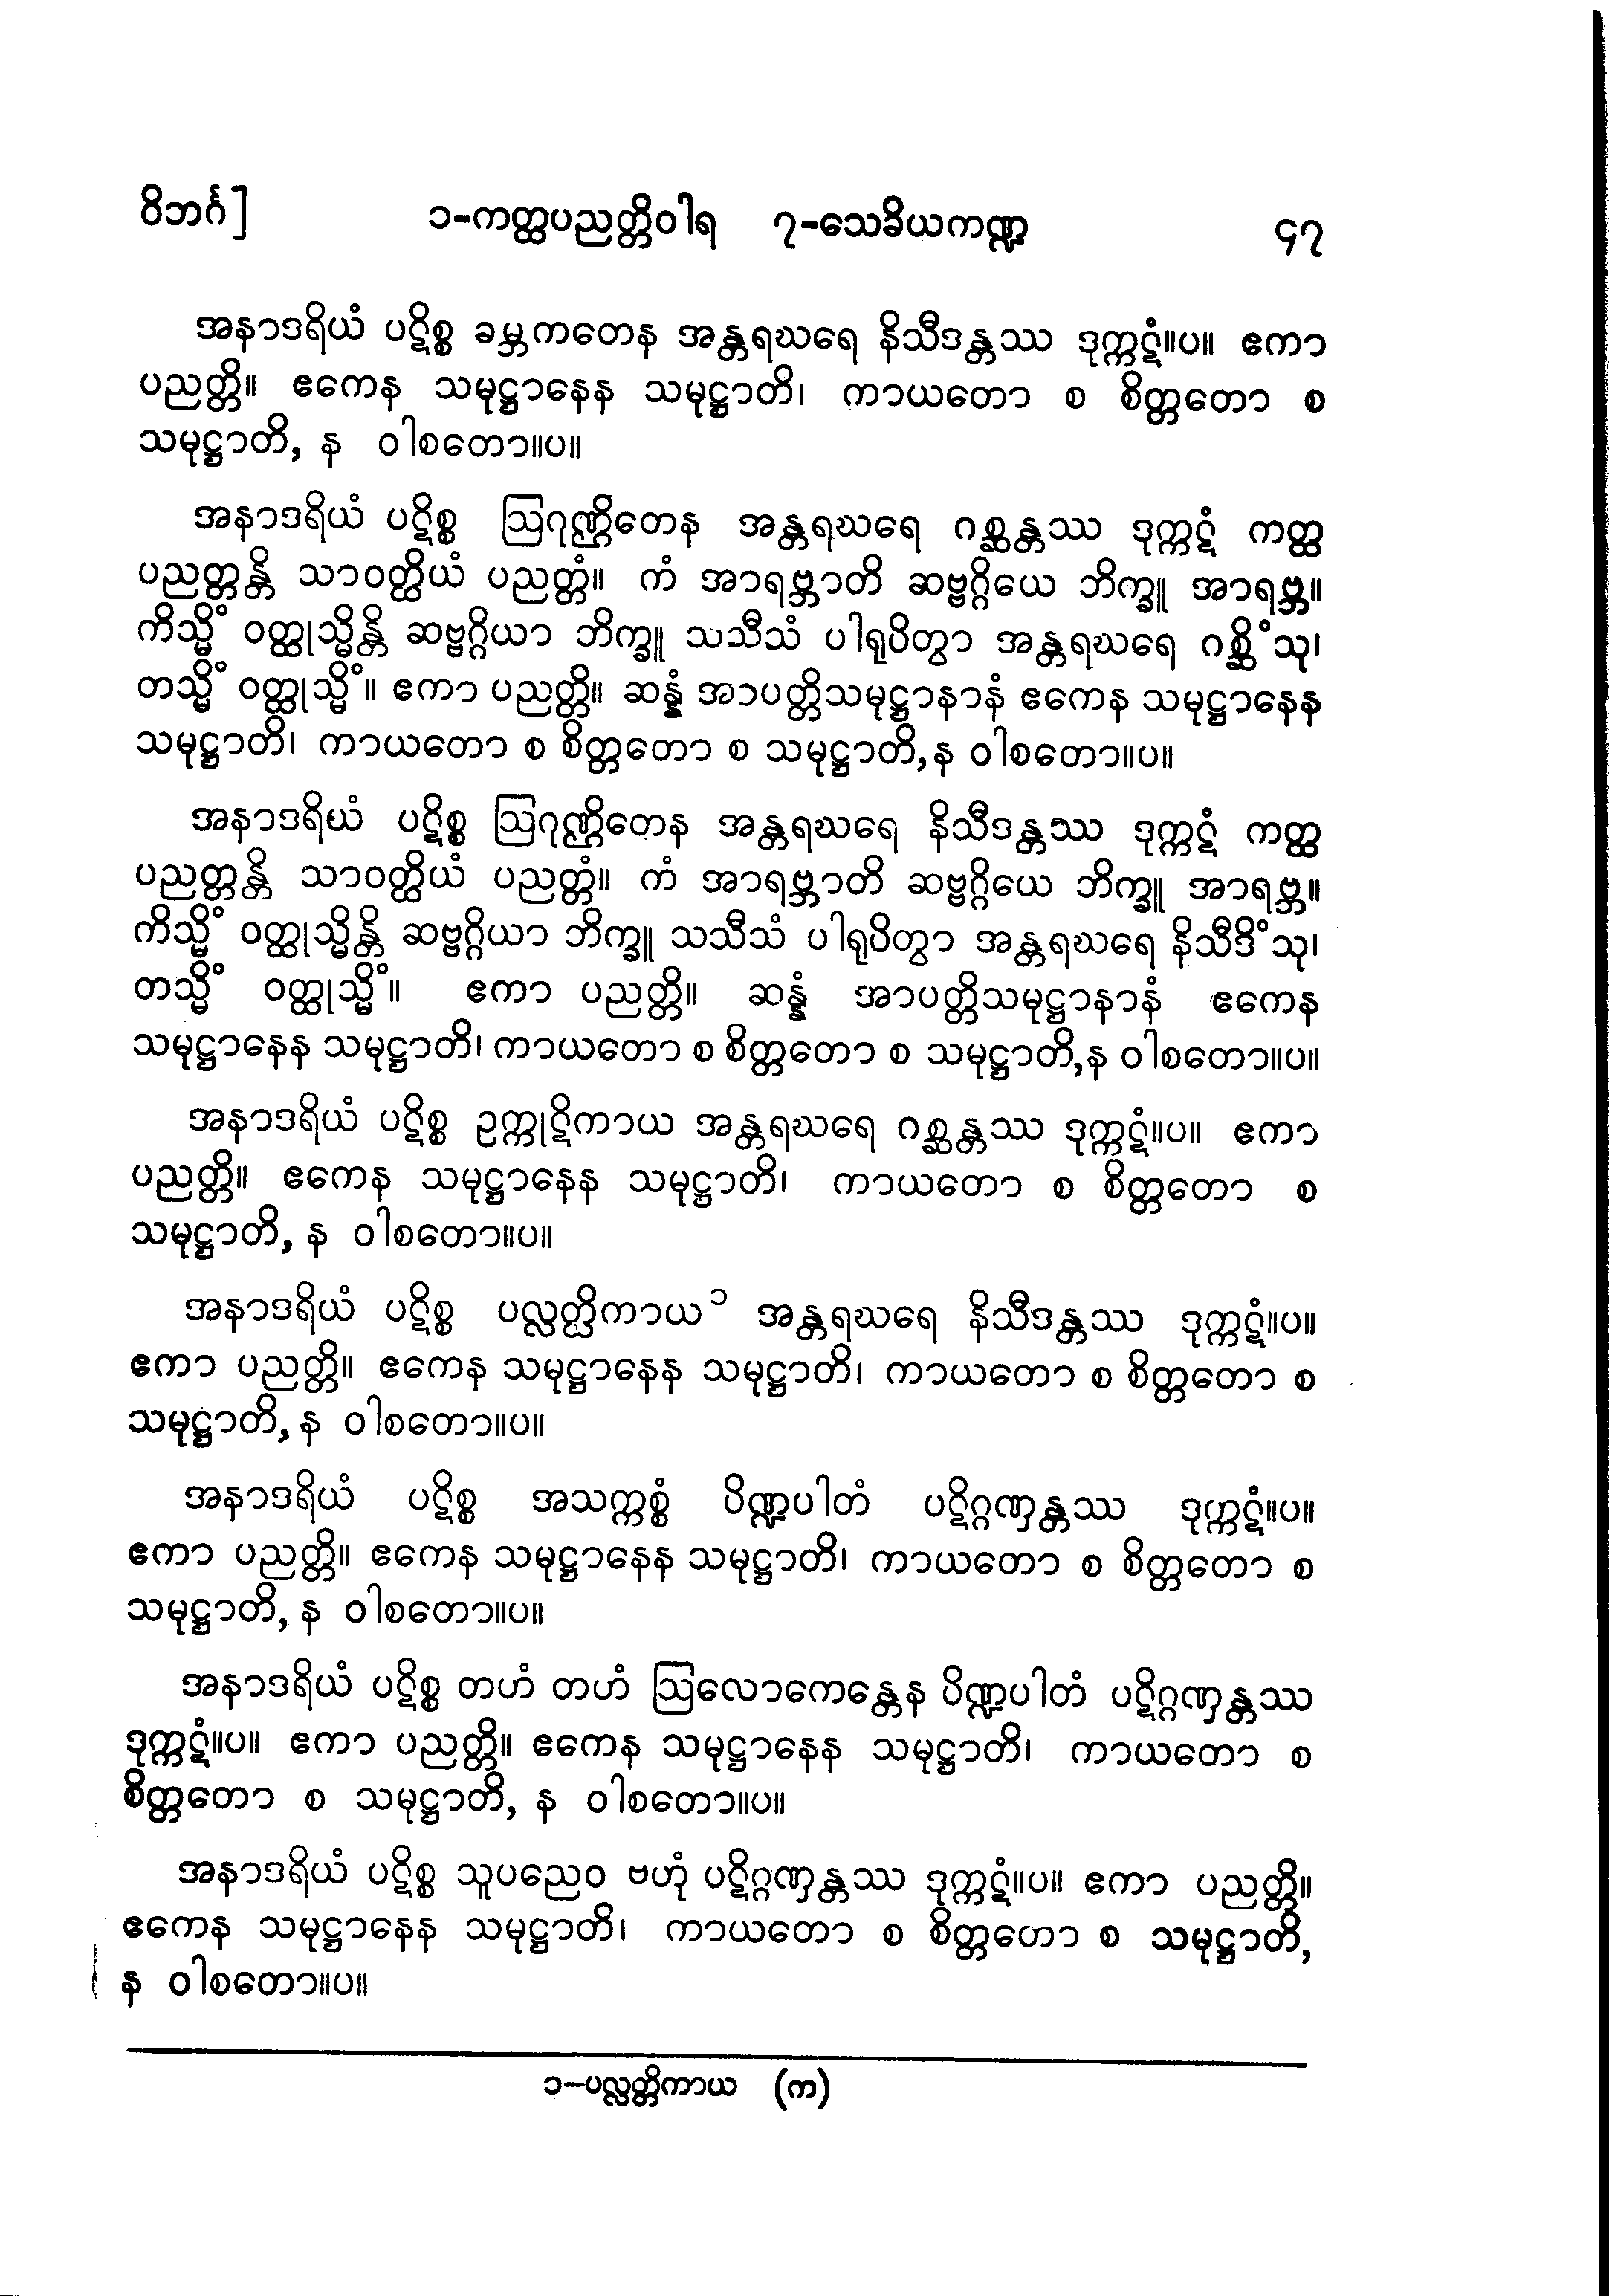 ဝိဘင်္ဂ] ၁-ကတ္ထပညတ္တိဝါရ ၇-သေခိယကဏ္ဍ ၄၇
အနာဒရိယံ ပဋိစ္စ ခမ္ဘကတေန အန္တရဃရေ နိသီဒန္တဿ ဒုက္ကဋံ။ပ။ ဧကာ
ပညတ္တိ။ ဧကေန သမုဋ္ဌာနေန သမုဋ္ဌာတိ၊ ကာယတော စ စိတ္တတော စ
သမုဋ္ဌာတိ, န ဝါစတော။ပ။
အနာဒရိယံ ပဋိစ္စ ဩဂုဏ္ဌိတေန အန္တရဃရေ ဂစ္ဆန္တဿ ဒုက္ကဋံ ကတ္ထ
ပညတ္တန္တိ သာဝတ္ထိယံ ပညတ္တံ။ ကံ အာရဗ္ဘာတိ ဆဗ္ဗဂ္ဂိယေ ဘိက္ခူ အာရဗ္ဘ။
ကိသ္မိံ ဝတ္ထုသ္မိန္တိ ဆဗ္ဗဂ္ဂိယာ ဘိက္ခူ သသီသံ ပါရုပိတွာ အန္တရဃရေ ဂစ္ဆိံသု၊
တသ္မိံ ဝတ္ထုသ္မိံ။ ဧကာ ပညတ္တိ။ ဆန္နံ အာပတ္တိသမုဋ္ဌာနာနံ ဧကေန သမုဋ္ဌာနေန
သမုဋ္ဌာတိ၊ ကာယတော စ စိတ္တတော စ သမုဋ္ဌာတိ, န ဝါစတော။ပ။
အနာဒရိယံ ပဋိစ္စ ဩဂုဏ္ဌိတေန အန္တရဃရေ နိသီဒန္တဿ ဒုက္ကဋံ ကတ္ထ
ပညတ္တန္တိ သာဝတ္ထိယံ ပညတ္တံ။ ကံ အာရဗ္ဘာတိ ဆဗ္ဗဂ္ဂိယေ ဘိက္ခူ အာရဗ္ဘ။
ကိသ္မိံ ဝတ္ထုသ္မိန္တိ ဆဗ္ဗဂ္ဂိယာ ဘိက္ခူ သသီသံ ပါရုပိတွာ အန္တရဃရေ နိသီဒိံသု၊
တသ္မိံ ဝတ္ထုသ္မိံ။ ဧကာ ပညတ္တိ။ ဆန္နံ အာပတ္တိသမုဋ္ဌာနာနံ ဧကေန
သမုဋ္ဌာနေန သမုဋ္ဌာတိ၊ ကာယတော စ စိတ္တတော စ သမုဋ္ဌာတိ, န ဝါစတော။ပ။
အနာဒရိယံ ပဋိစ္စ ဥက္ကုဋိကာယ အန္တရဃရေ ဂစ္ဆန္တဿ ဒုက္ကဋံ။ပ။ ဧကာ
ပညတ္တိ။ ဧကေန သမုဋ္ဌာနေန သမုဋ္ဌာတိ၊ ကာယတော စ စိတ္တတော စ
သမုဋ္ဌာတိ, န ဝါစတော။ပ။
အနာဒရိယံ ပဋိစ္စ ပလ္လတ္ထိကာယ ၁ အန္တရဃရေ နိသီဒန္တဿ ဒုက္ကဋံ။ပ။
ဧကာ ပညတ္တိ။ ဧကေန သမုဋ္ဌာနေန သမုဋ္ဌာတိ၊ ကာယတော စ စိတ္တတော စ
သမုဋ္ဌာတိ, န ဝါစတော။ပ။
အနာဒရိယံ ပဋိစ္စ အသက္ကစ္စံ ပိဏ္ဍပါတံ ပဋိဂ္ဂဏှန္တဿ ဒုက္ကဋံ။ပ။
ဧကာ ပညတ္တိ။ ဧကေန သမုဋ္ဌာနေန သမုဋ္ဌာတိ၊ ကာယတော စ စိတ္တတော စ
သမုဋ္ဌာတိ, န ဝါစတော။ပ။
အနာဒရိယံ ပဋိစ္စ တဟံ တဟံ ဩလောကေန္တေန ပိဏ္ဍပါတံ ပဋိဂ္ဂဏှန္တဿ
ဒုက္ကဋံ။ပ။ ဧကာ ပညတ္တိ။ ဧကေန သမုဋ္ဌာနေန သမုဋ္ဌာတိ၊ ကာယတော စ
စိတ္တတော စ သမုဋ္ဌာတိ, န ဝါစတော။ပ။
အနာဒရိယံ ပဋိစ္စ သူပညေဝ ဗဟုံ ပဋိဂ္ဂဏှန္တဿ ဒုက္ကဋံ။ပ။ ဧကာ ပညတ္တိ။
ဧကေန သမုဋ္ဌာနေန သမုဋ္ဌာတိ၊ ကာယတော စ စိတ္တတော စ သမုဋ္ဌာတိ,
န ဝါစတော။ပ။
၁–ပလ္လတ္တိကာယ (က)